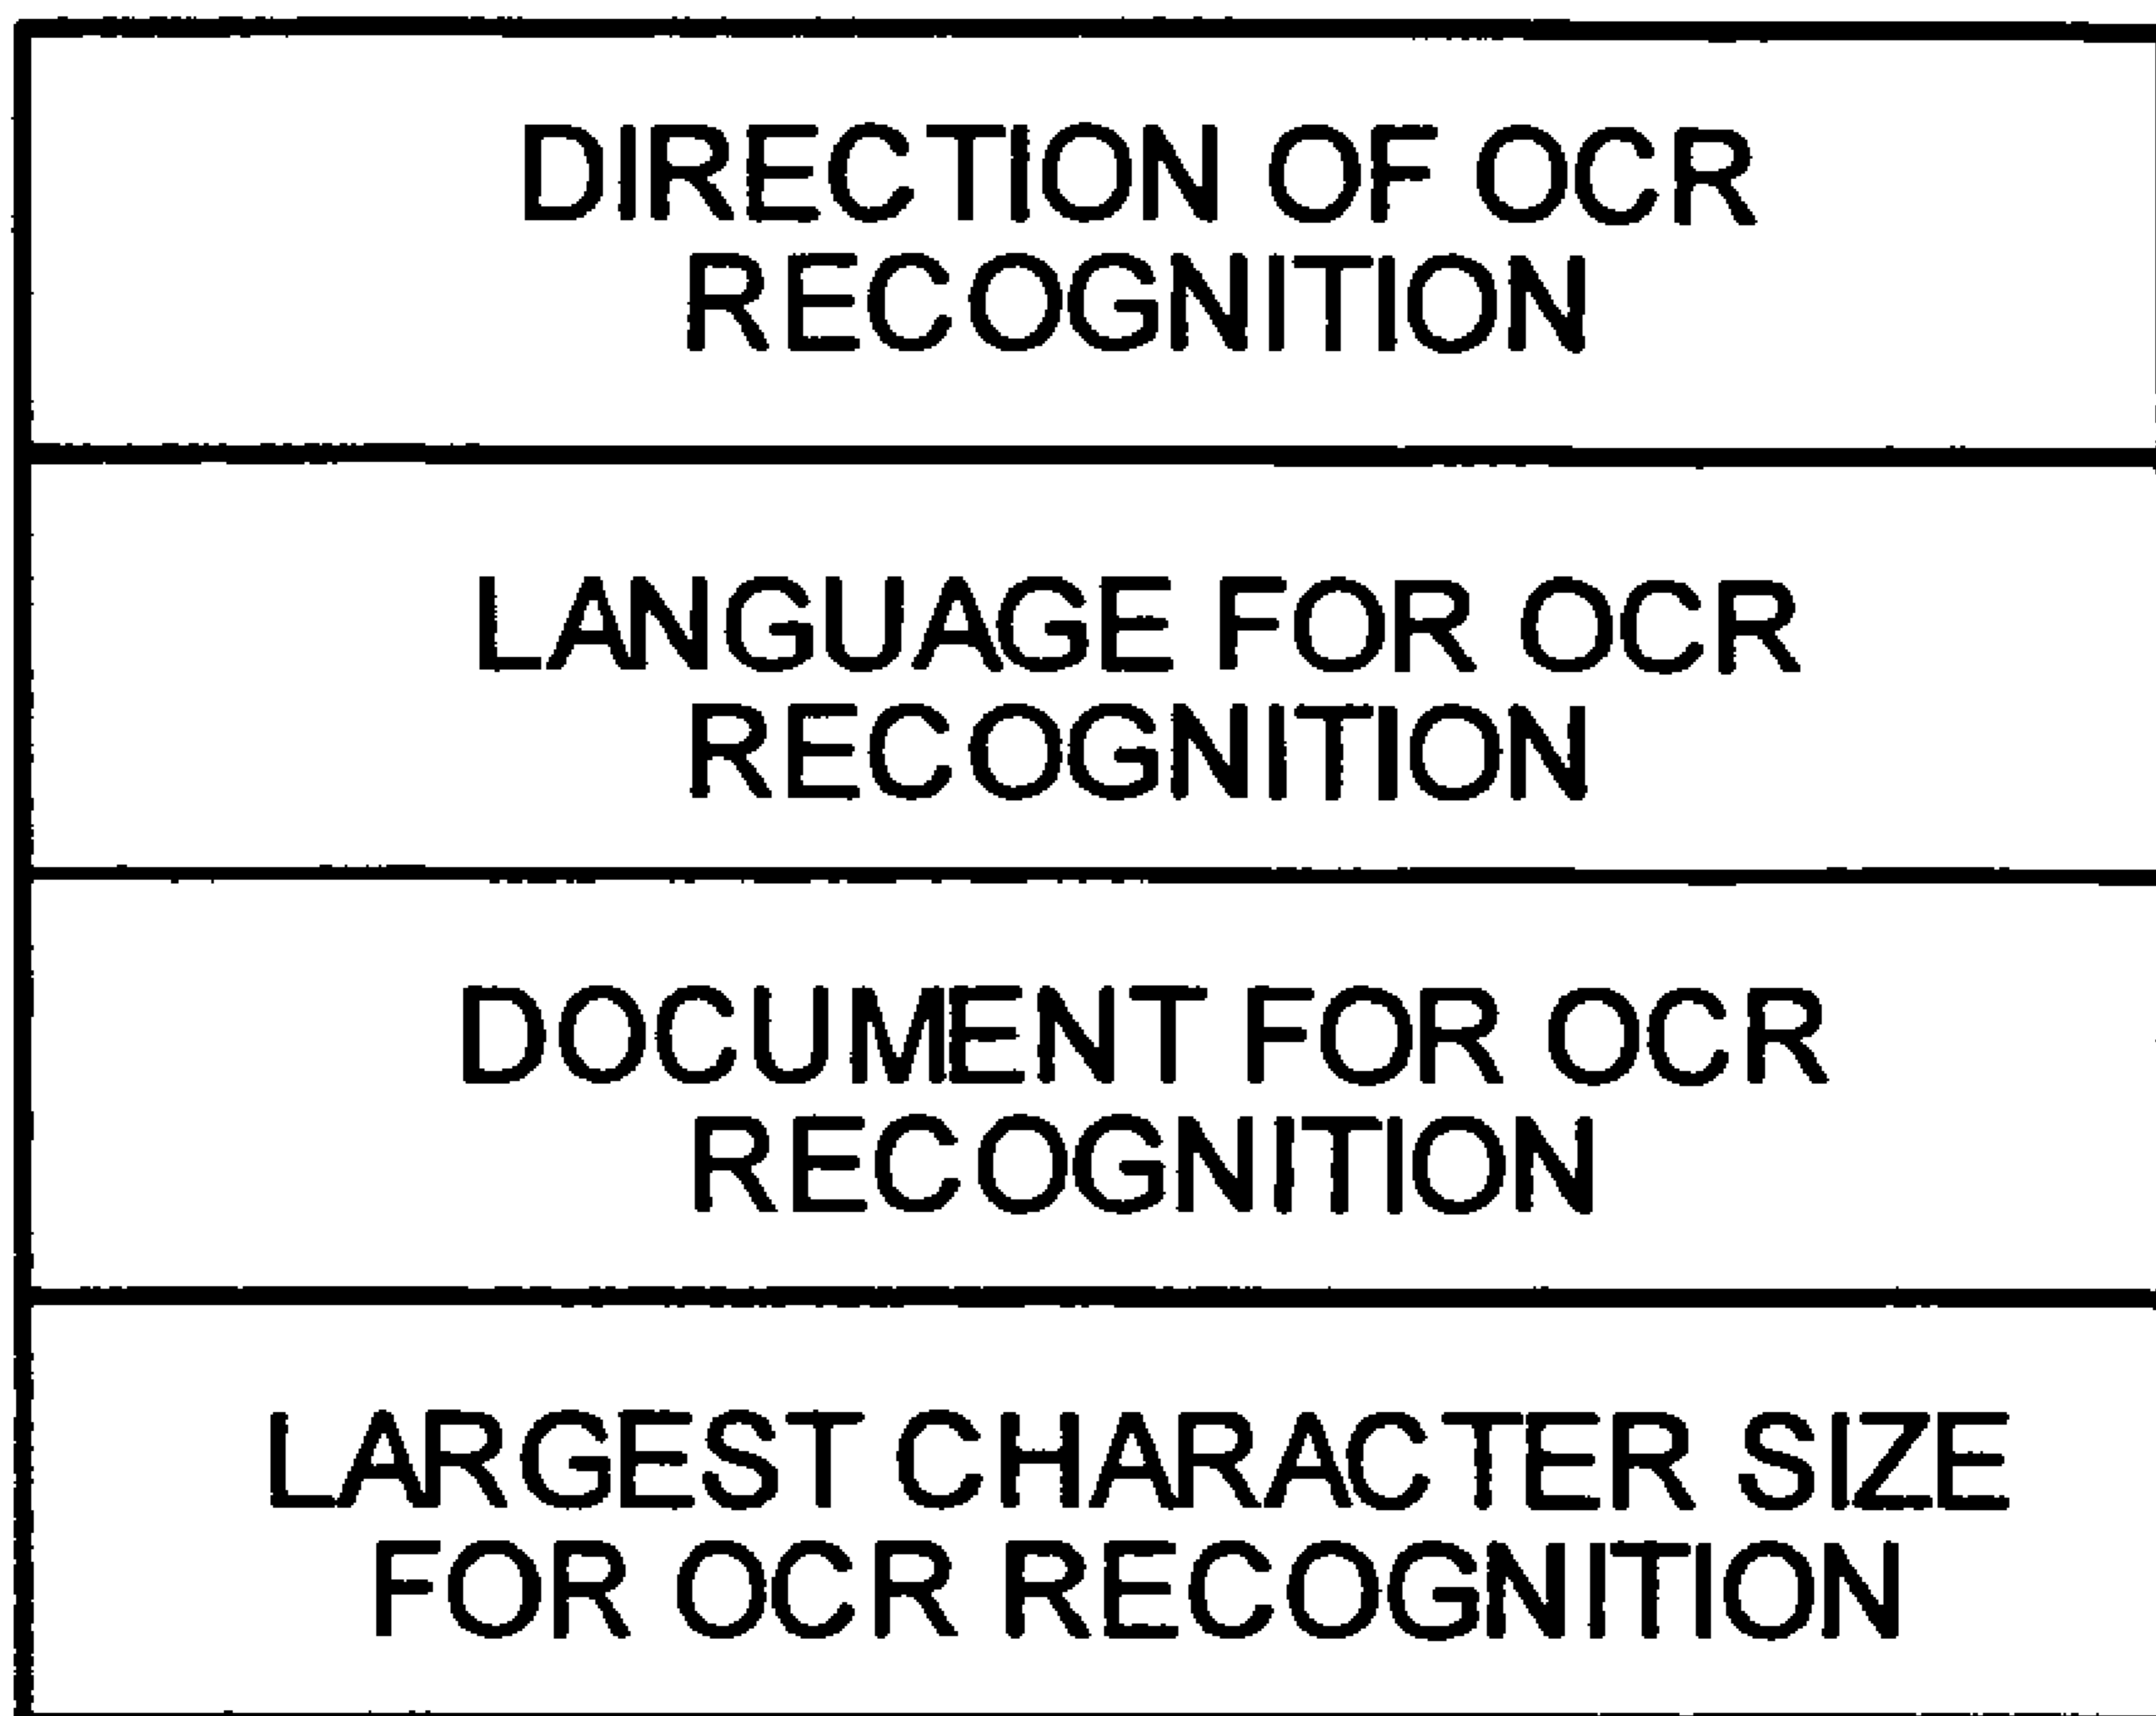 DIRECTION OF OCR
RECOGNITION
LANGUAGE FOR OCR
RECOGNITION
DOCUMENT FOR OCR
RECOGNITION
LARGEST CHARACTER SIZE
FOR OCR RECOGNITION